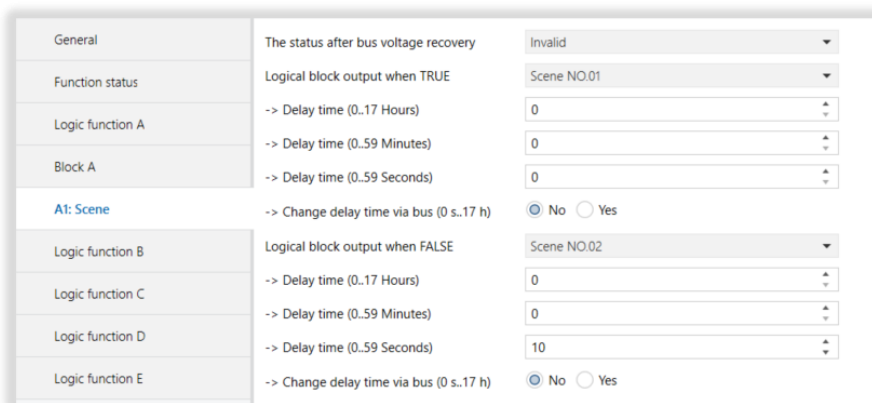 General
Function status
Logic function A
Block A
A1: Scene
Logic function B
Logic function C
Logic function D
Logic function E
The status after bus voltage recovery Invalid
Logical block output when TRUE Scene NO.01
-> Delay time (0..17 Hours) 0
-> Delay time (0..59 Minutes) 0
-> Delay time (0..59 Seconds) 0
-> Change delay time via bus (0 s..17 h) No Yes
Logical block output when FALSE Scene NO.02
-> Delay time (0..17 Hours) 0
-> Delay time (0..59 Minutes) 0
-> Delay time (0..59 Seconds) 10
-> Change delay time via bus (0 s..17 h) No Yes